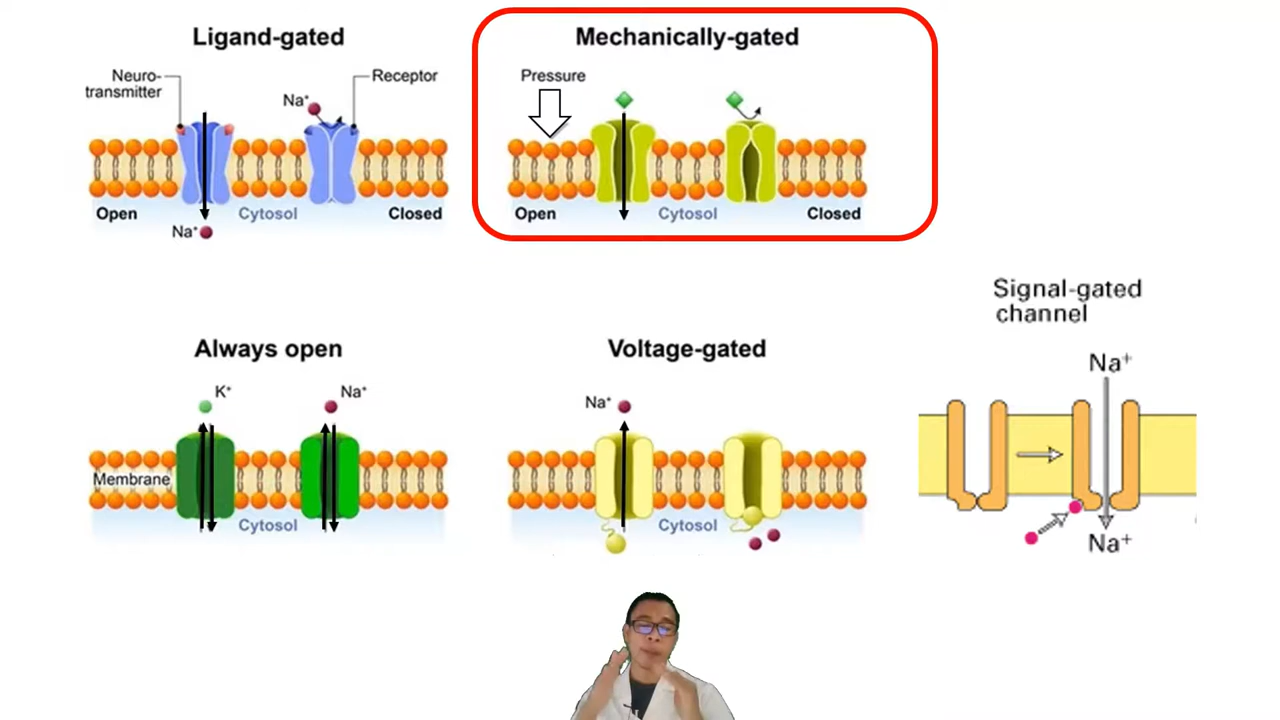 Ligand-gated
Neuro-
transmitter
Na⁺
Receptor
Open
Cytosol
Closed
Na⁺
Mechanically-gated
Pressure
Open
Cytosol
Closed
Always open
K⁺
Na⁺
Membrane
Cytosol
Voltage-gated
Na⁺
Cytosol
Signal-gated
channel
Na⁺
Na⁺